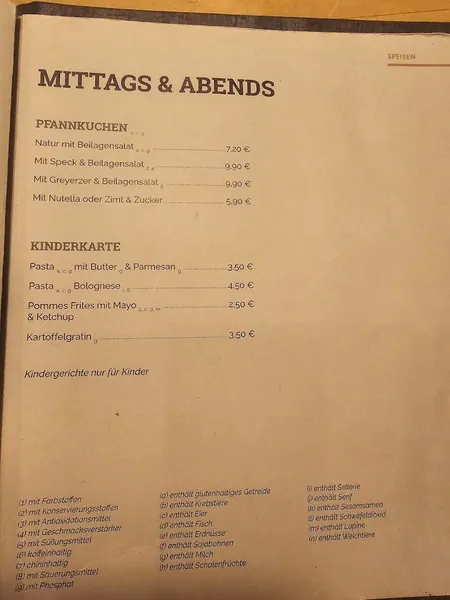 SPEISEN
MITTAGS & ABENDS
PFANNKUCHEN a,c,g
Natur mit Beilagensalat a,c,g 7.20 €
Mit Speck & Beilagensalat 9.90 €
Mit Greyerzer & Beilagensalat g 9.90 €
Mit Nutella oder Zimt & Zucker 5.90 €
KINDERKARTE
Pasta a,c,g mit Butter g & Parmesan g 3.50 €
Pasta a,c,g Bolognese 4.50 €
Pommes Frites mit Mayo 2.50 €
& Ketchup
Kartoffelgratin g 3.50 €
Kindergerichte nur für Kinder
(1) mit Farbstoffen
(2) mit Konservierungsstoffen
(3) mit Antioxidationsmittel
(4) mit Geschmacksverstärker
(5) mit Süßungsmittel
(6) koffeinhaltig
(7) chininhaltig
(8) mit Säuerungsmittel
(9) mit Phosphat
(a) enthält glutenhaltiges Getreide
(b) enthält Krebstiere
(c) enthält Eier
(d) enthält Fisch
(e) enthält Erdnüsse
(f) enthält Sojabohnen
(g) enthält Milch
(h) enthält Schalenfrüchte
(i) enthält Sellerie
(j) enthält Senf
(k) enthält Sesamsamen
(l) enthält Schwefeldioxid
(m) enthält Lupine
(n) enthält Weichtiere